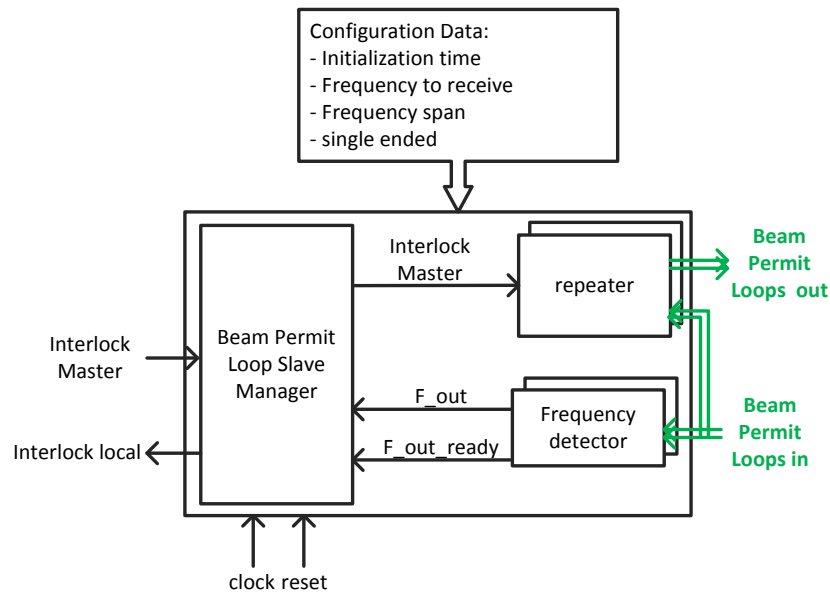 Configuration Data:
- Initialization time
- Frequency to receive
- Frequency span
- single ended
Interlock
Master
repeater
Beam
Permit
Loops out
Beam Permit
Loop Slave
Manager
Interlock
Master
F_out
Frequency
detector
Beam
Permit
Loops in
F_out_ready
Interlock local
clock reset